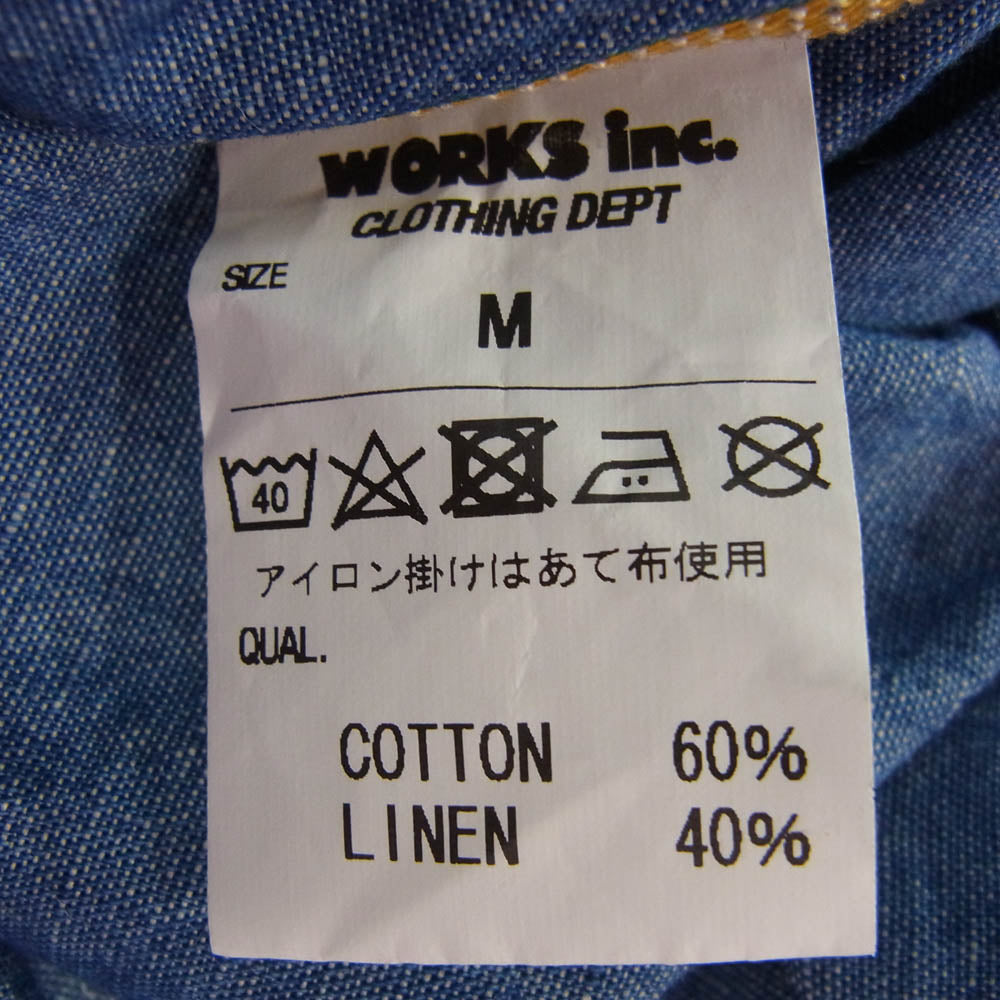 WORKS inc.
CLOTHING DEPT
SIZE
M
40
アイロン掛けはあて布使用
QUAL.
COTTON 60%
LINEN 40%